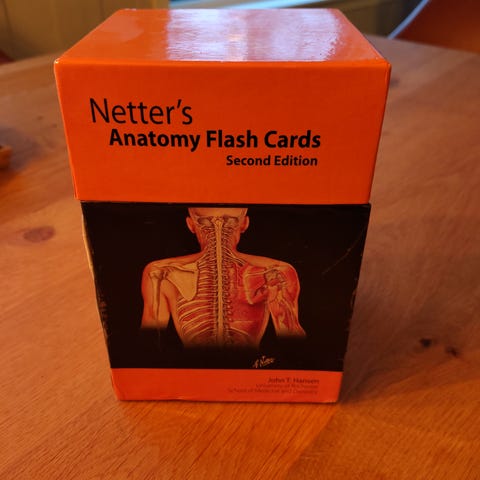 Netter's
Anatomy Flash Cards
Second Edition
John T. Hansen
University of Rochester
School of Medicine and Dentistry